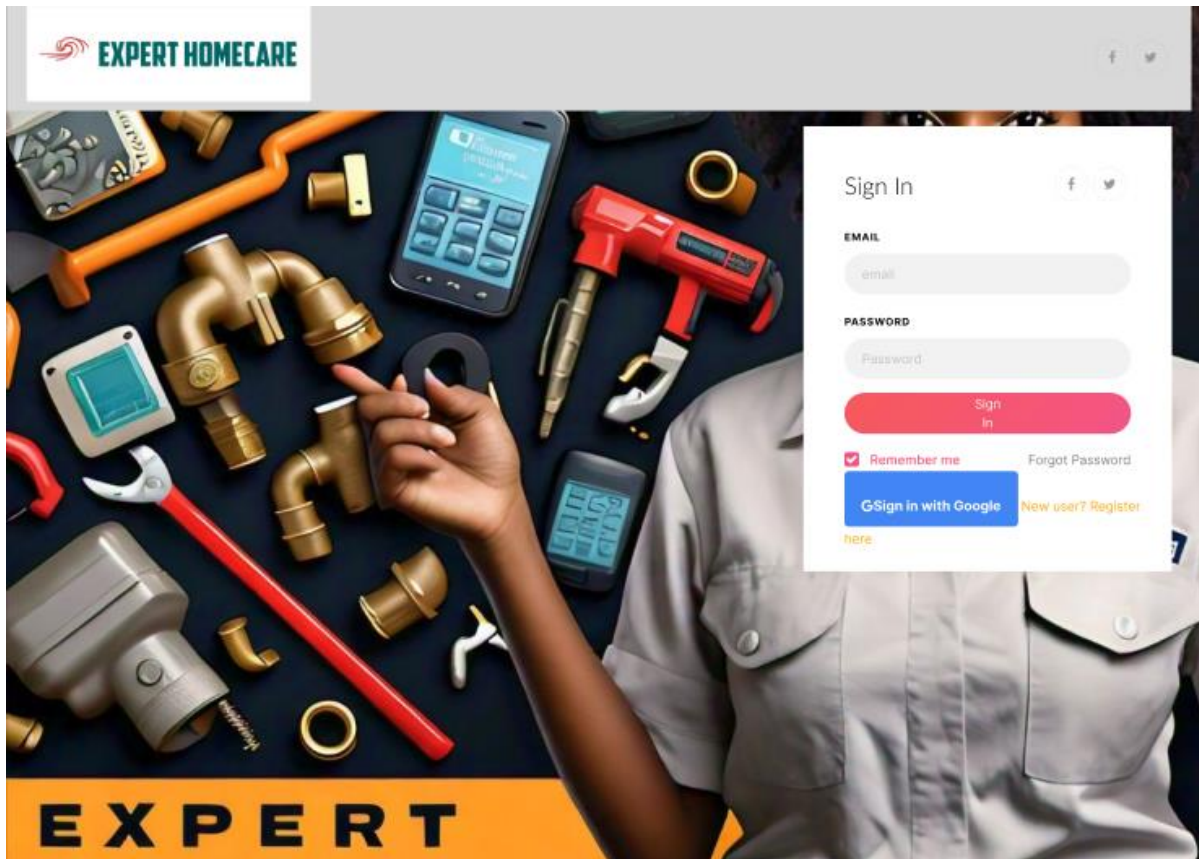 EXPERT HOMECARE
Sign In
EMAIL
email
PASSWORD
Password
Sign
In
Remember me
Forgot Password
GSign in with Google
New user? Register
here
EXPERT